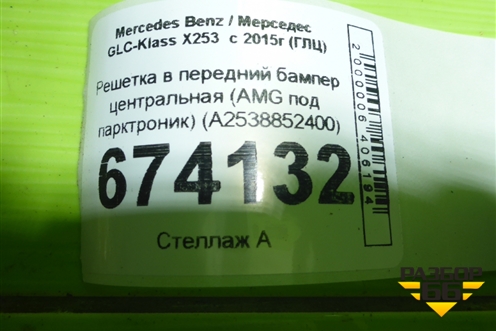 Mercedes Benz / Мерседес
GLC-Klass X253 с 2015г (ГЛЦ)
Решетка в передний бампер
центральная (AMG под
парктроник) (A2538852400)
674132
Стеллаж А
2000006406194
РАЗБОР
66